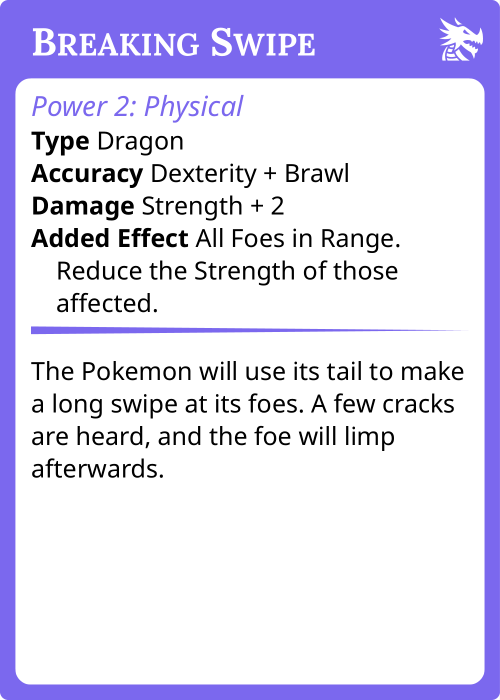 Breaking Swipe
Power 2: Physical
Type Dragon
Accuracy Dexterity + Brawl
Damage Strength + 2
Added Effect All Foes in Range.
Reduce the Strength of those
affected.
The Pokemon will use its tail to make
a long swipe at its foes. A few cracks
are heard, and the foe will limp
afterwards.